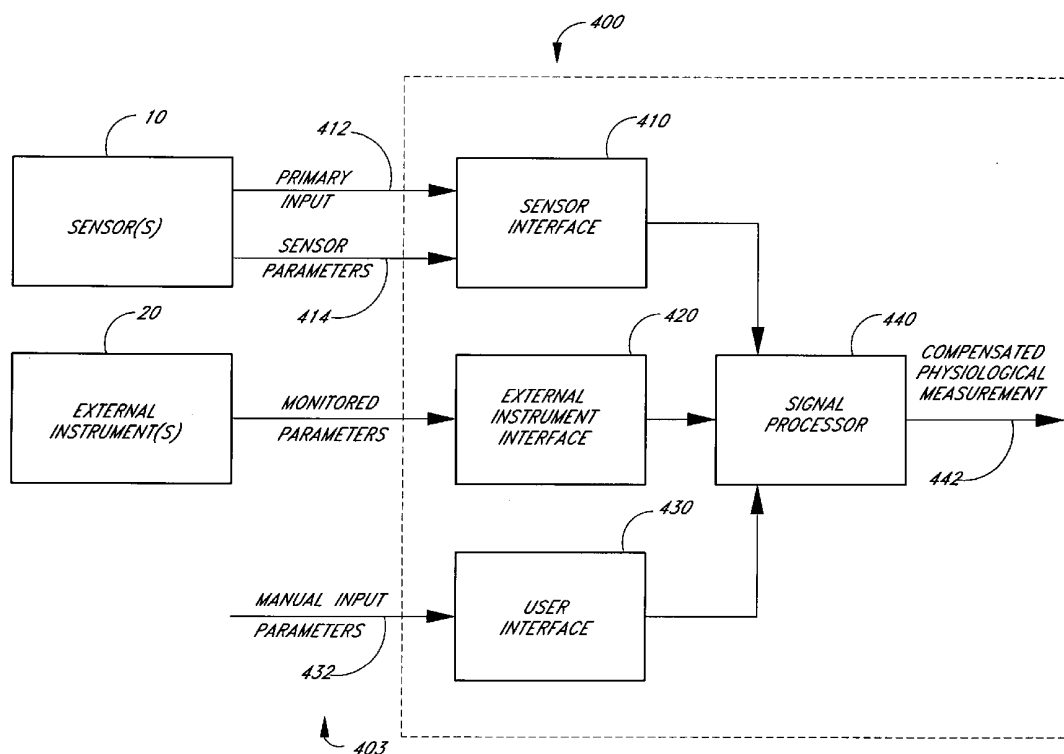 400
10
412
410
PRIMARY
INPUT
SENSOR(S)
SENSOR
INTERFACE
SENSOR
PARAMETERS
414
20
420
440
EXTERNAL
INSTRUMENT(S)
MONITORED
PARAMETERS
EXTERNAL
INSTRUMENT
INTERFACE
SIGNAL
PROCESSOR
COMPENSATED
PHYSIOLOGICAL
MEASUREMENT
442
430
MANUAL INPUT
PARAMETERS
432
USER
INTERFACE
403